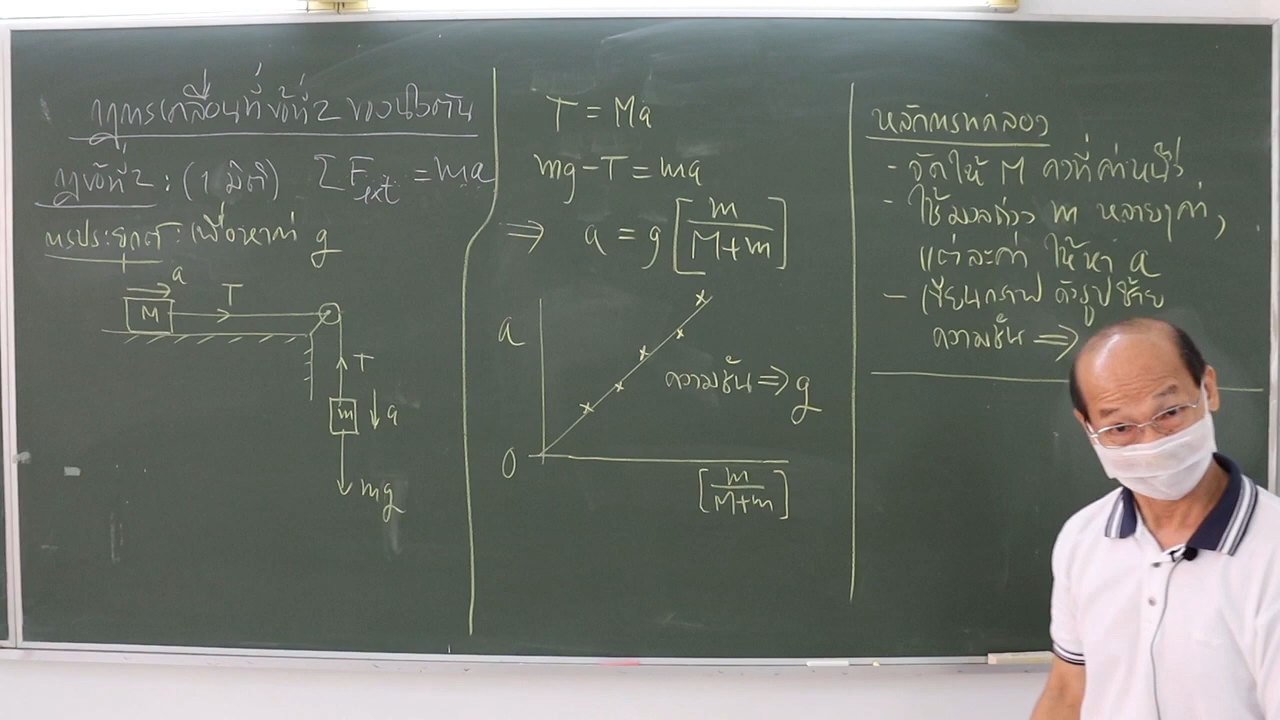 กฎการเคลื่อนที่ข้อที่ 2 ของนิวตัน
กฎข้อที่ 2 : (1 มิติ) ΣF_ext = ma
การประยุกต์ : เพื่อหาค่า g
a
M
T
T
m
a
mg
T = Ma
mg - T = ma
⇒ a = g [m/(M+m)]
a
ความชัน ⇒ g
0
[m/(M+m)]
หลักการทดลอง
- จัดให้ M คงที่ค่าหนึ่ง
- ใช้มวลถ่วง m หลายๆค่า,
แต่ละค่า ให้หา a
- เขียนกราฟ ดังรูปซ้าย
ความชัน ⇒